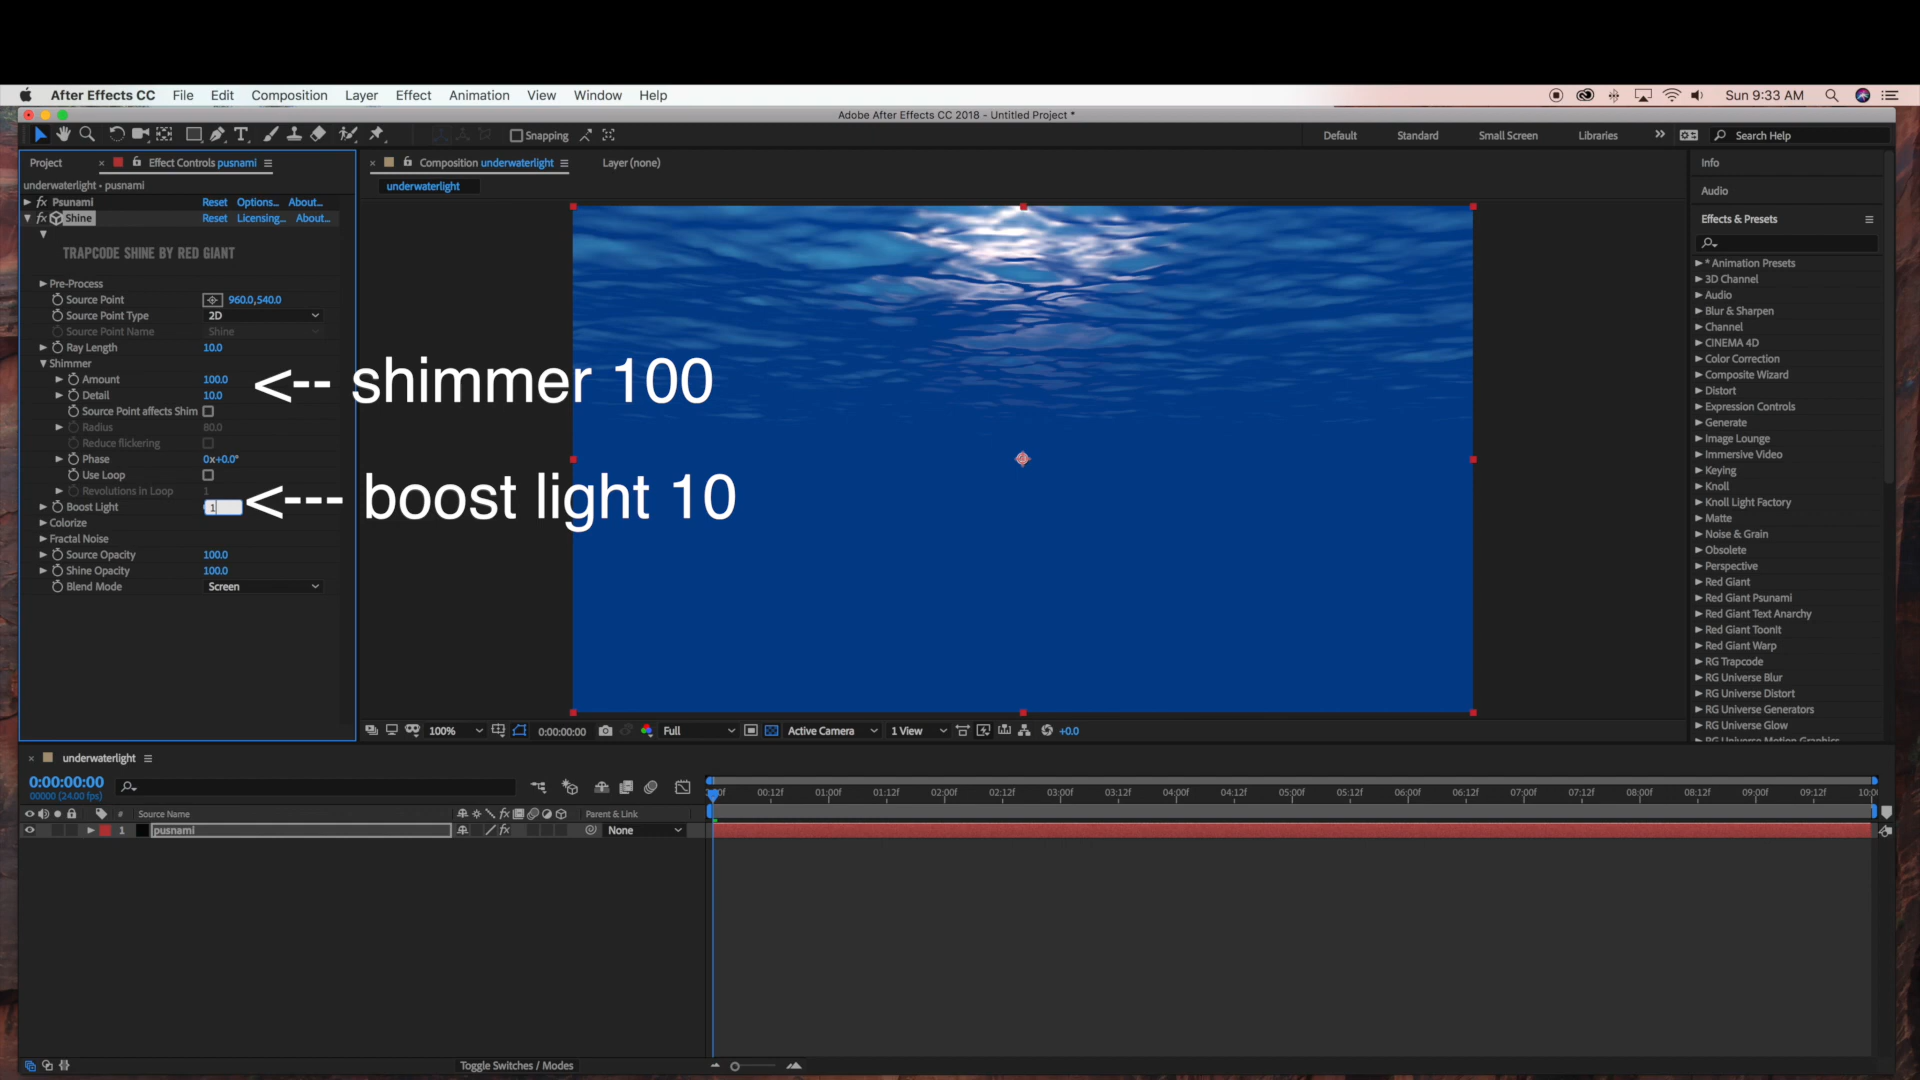 After Effects CC File Edit Composition Layer Effect Animation View Window Help Sun 9:33 AM
Adobe After Effects CC 2018 - Untitled Project *
Snapping Default Standard Small Screen Libraries Search Help
Project Effect Controls pusnami Composition underwaterlight Layer (none) Info
underwaterlight • pusnami
underwaterlight
Audio
fx Psunami Reset Options... About...
fx Shine Reset Licensing... About...
Effects & Presets
TRAPCODE SHINE BY RED GIANT
Pre-Process
Source Point 960.0,540.0
Source Point Type 2D
Source Point Name Shine
Ray Length 10.0
Shimmer
Amount 100.0
<-- shimmer 100
Detail 10.0
Source Point affects Shim
Radius 80.0
Reduce flickering
Phase 0x+0.0°
Use Loop
Revolutions in Loop 1
<--- boost light 10
Boost Light 1
Colorize
Fractal Noise
Source Opacity 100.0
Shine Opacity 100.0
Blend Mode Screen
* Animation Presets
3D Channel
Audio
Blur & Sharpen
Channel
CINEMA 4D
Color Correction
Composite Wizard
Distort
Expression Controls
Generate
Image Lounge
Immersive Video
Keying
Knoll
Knoll Light Factory
Matte
Noise & Grain
Obsolete
Perspective
Red Giant
Red Giant Psunami
Red Giant Text Anarchy
Red Giant ToonIt
Red Giant Warp
RG Trapcode
RG Universe Blur
RG Universe Distort
RG Universe Generators
RG Universe Glow
RG Universe Motion Graphics
100% 0:00:00:00 Full Active Camera 1 View +0.0
underwaterlight
0:00:00:00
00000 (24.00 fps)
00:12f 01:00f 01:12f 02:00f 02:12f 03:00f 03:12f 04:00f 04:12f 05:00f 05:12f 06:00f 06:12f 07:00f 07:12f 08:00f 08:12f 09:00f 09:12f
# Source Name fx Parent & Link
1 pusnami fx None
Toggle Switches / Modes